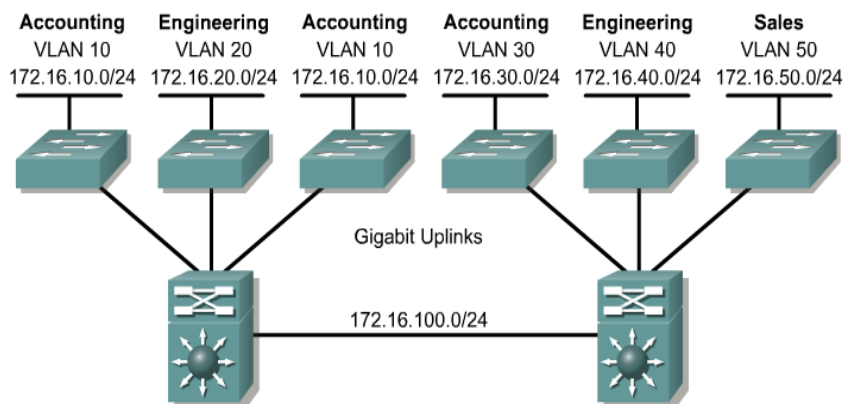 Accounting
VLAN 10
172.16.10.0/24
Engineering
VLAN 20
172.16.20.0/24
Accounting
VLAN 10
172.16.10.0/24
Accounting
VLAN 30
172.16.30.0/24
Engineering
VLAN 40
172.16.40.0/24
Sales
VLAN 50
172.16.50.0/24
Gigabit Uplinks
172.16.100.0/24